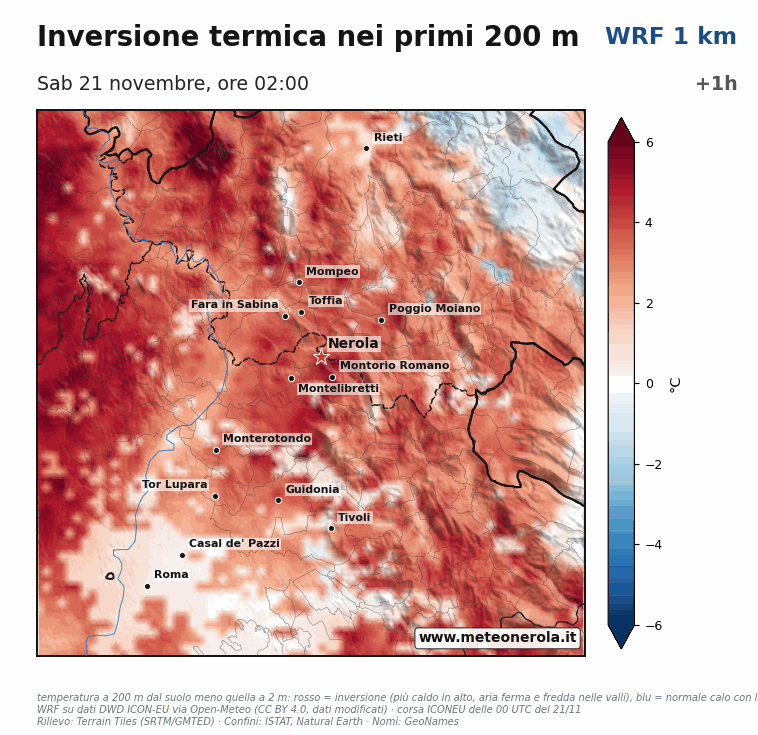 Inversione termica nei primi 200 m
WRF 1 km
Sab 21 novembre, ore 02:00
+1h
Rieti
Mompeo
Toffia
Fara in Sabina
Poggio Moiano
Nerola
Montorio Romano
Montelibretti
Monterotondo
Tor Lupara
Guidonia
Tivoli
Casal de' Pazzi
Roma
www.meteonerola.it
6
4
2
0
−2
−4
−6
°C
temperatura a 200 m dal suolo meno quella a 2 m: rosso = inversione (più caldo in alto, aria ferma e fredda nelle valli), blu = normale calo con l
WRF su dati DWD ICON-EU via Open-Meteo (CC BY 4.0, dati modificati) · corsa ICONEU delle 00 UTC del 21/11
Rilievo: Terrain Tiles (SRTM/GMTED) · Confini: ISTAT, Natural Earth · Nomi: GeoNames